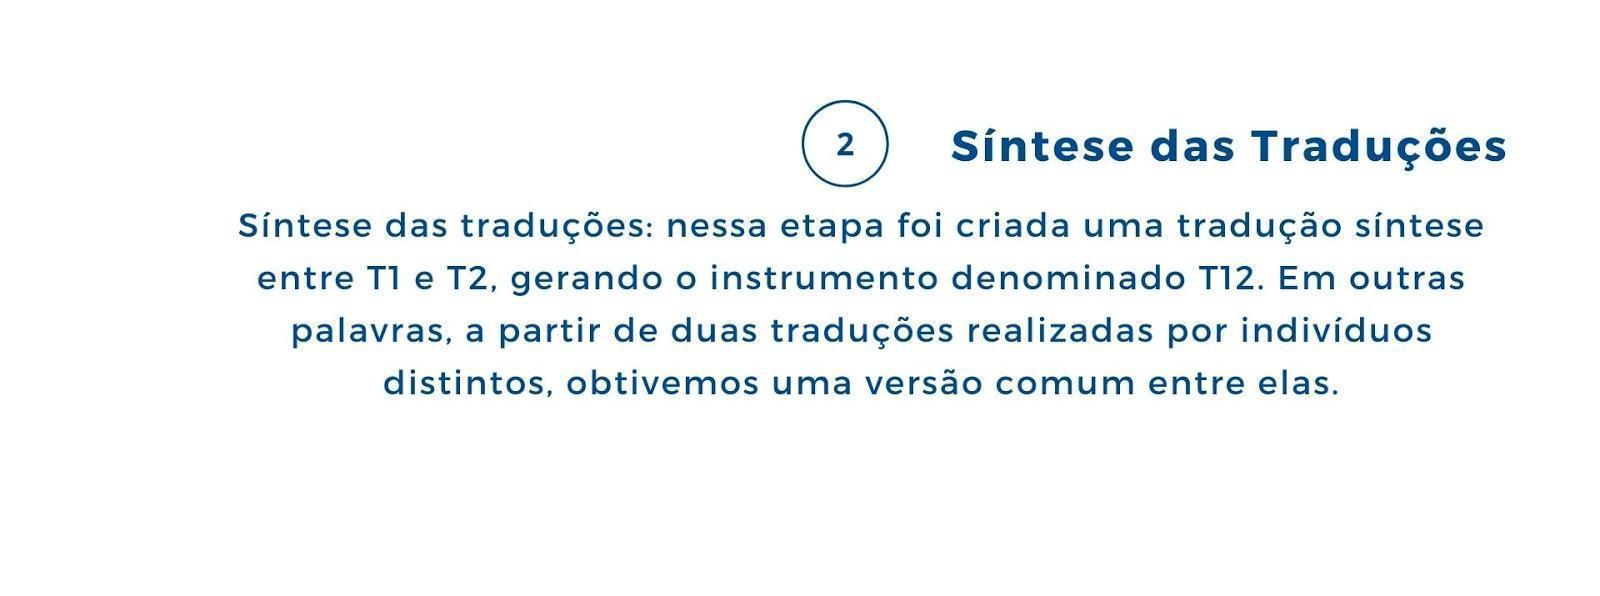 2 Síntese das Traduções
Síntese das traduções: nessa etapa foi criada uma tradução síntese
entre T1 e T2, gerando o instrumento denominado T12. Em outras
palavras, a partir de duas traduções realizadas por indivíduos
distintos, obtivemos uma versão comum entre elas.